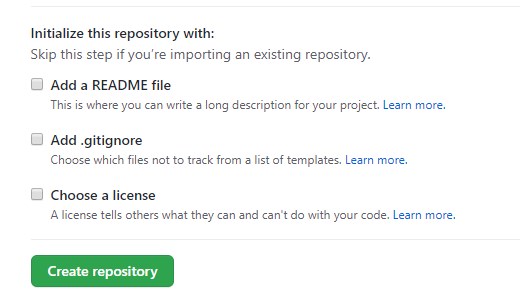 Initialize this repository with:
Skip this step if you're importing an existing repository.
Add a README file
This is where you can write a long description for your project. Learn more.
Add .gitignore
Choose which files not to track from a list of templates. Learn more.
Choose a license
A license tells others what they can and can't do with your code. Learn more.
Create repository